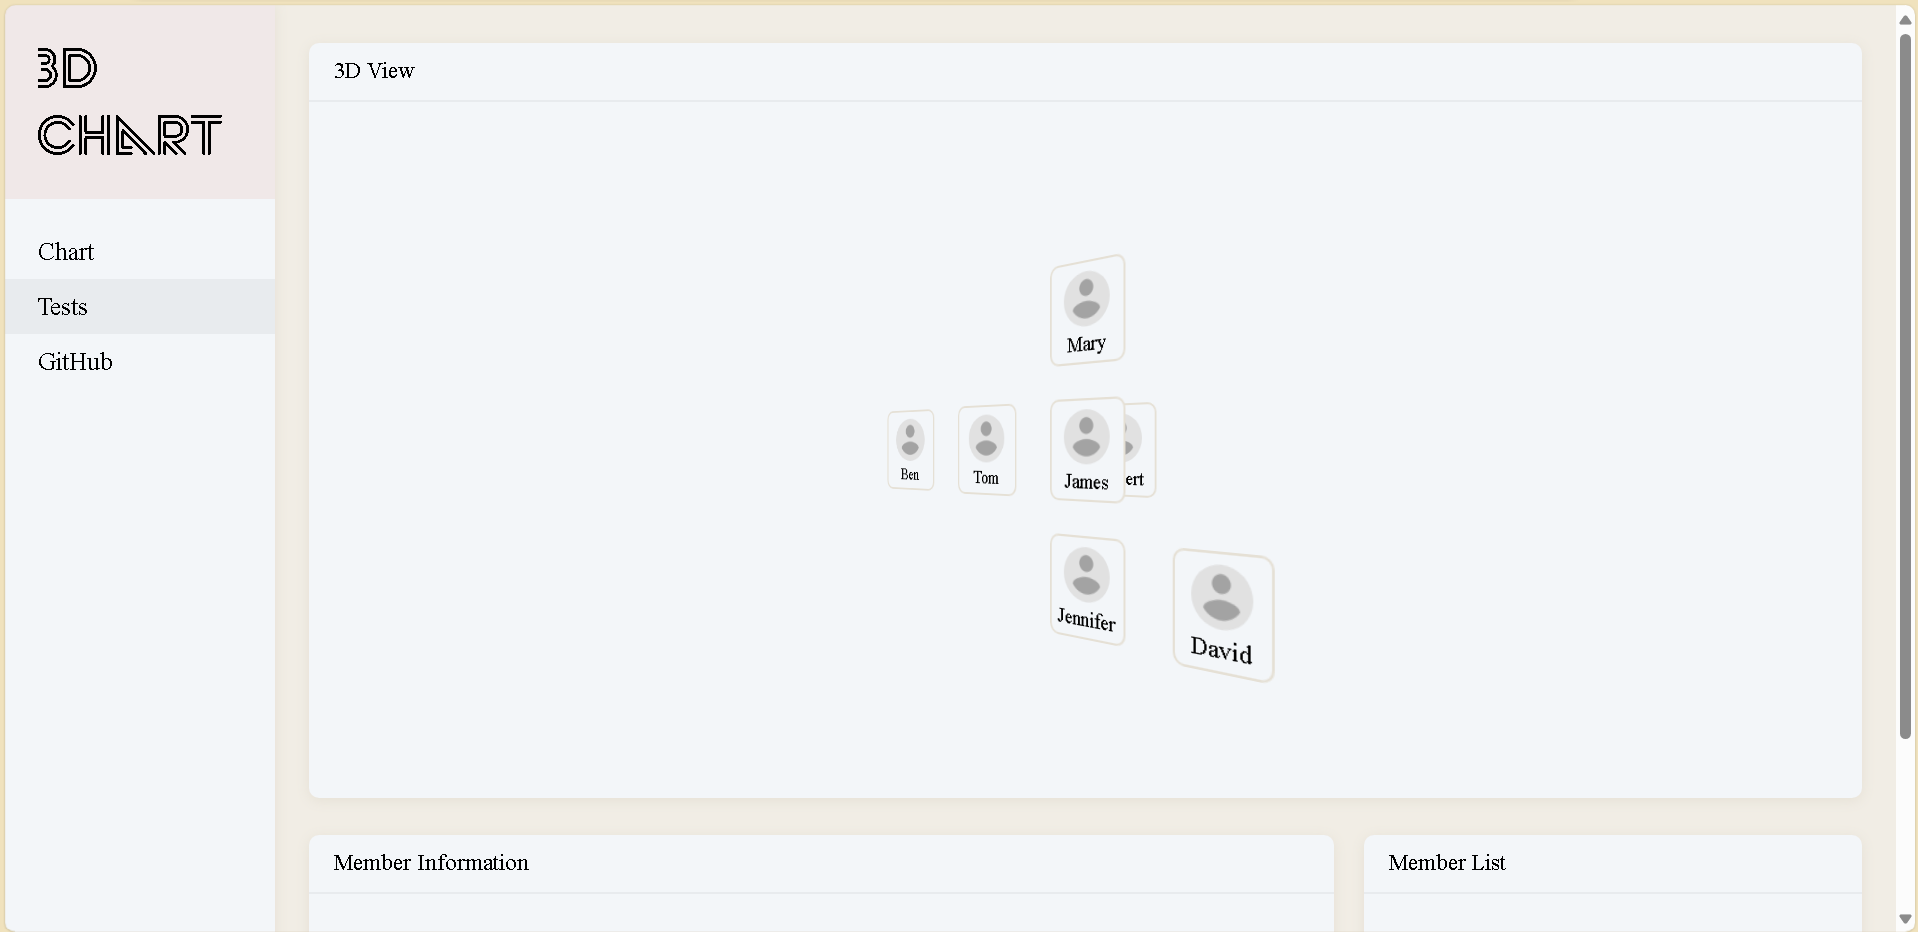 3D
CHART
Chart
Tests
GitHub
3D View
Mary
Ben
Tom
James
ert
Jennifer
David
Member Information
Member List